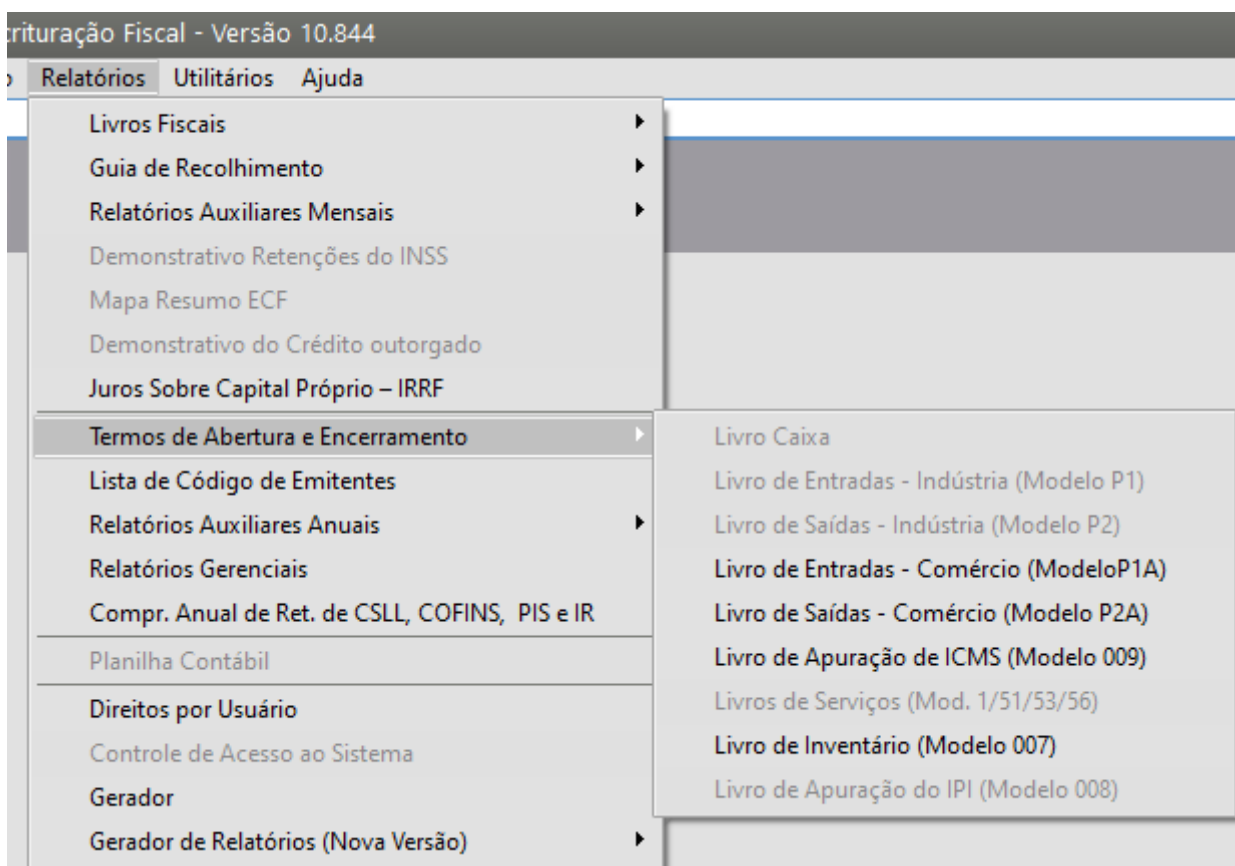 crituração Fiscal - Versão 10.844
Relatórios Utilitários Ajuda
Livros Fiscais
Guia de Recolhimento
Relatórios Auxiliares Mensais
Demonstrativo Retenções do INSS
Mapa Resumo ECF
Demonstrativo do Crédito outorgado
Juros Sobre Capital Próprio – IRRF
Termos de Abertura e Encerramento
Lista de Código de Emitentes
Relatórios Auxiliares Anuais
Relatórios Gerenciais
Compr. Anual de Ret. de CSLL, COFINS, PIS e IR
Planilha Contábil
Direitos por Usuário
Controle de Acesso ao Sistema
Gerador
Gerador de Relatórios (Nova Versão)
Livro Caixa
Livro de Entradas - Indústria (Modelo P1)
Livro de Saídas - Indústria (Modelo P2)
Livro de Entradas - Comércio (ModeloP1A)
Livro de Saídas - Comércio (Modelo P2A)
Livro de Apuração de ICMS (Modelo 009)
Livros de Serviços (Mod. 1/51/53/56)
Livro de Inventário (Modelo 007)
Livro de Apuração do IPI (Modelo 008)